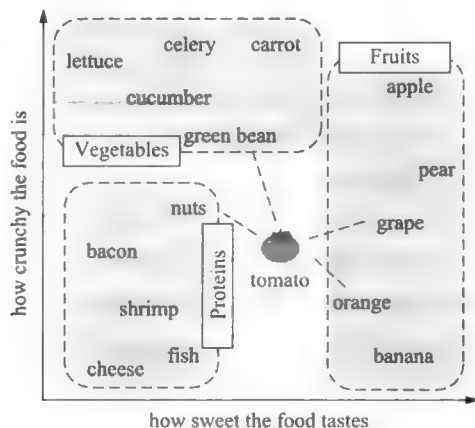 celery
carrot
Fruits
lettuce
apple
cucumber
green bean
Vegetables
pear
nuts
grape
bacon
tomato
Proteins
shrimp
orange
fish
banana
cheese
how crunchy the food is
how sweet the food tastes